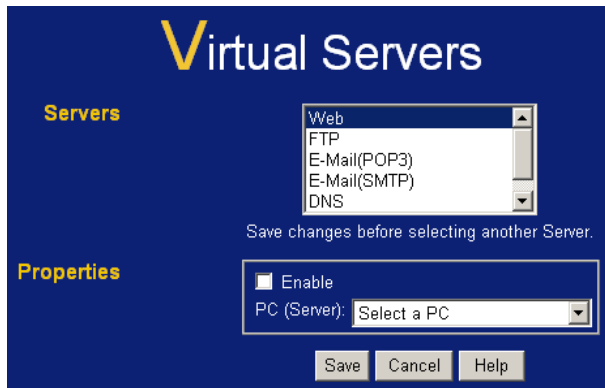 Virtual Servers
Servers
Web
FTP
E-Mail(POP3)
E-Mail(SMTP)
DNS
Save changes before selecting another Server.
Properties
Enable
PC (Server): Select a PC
Save Cancel Help